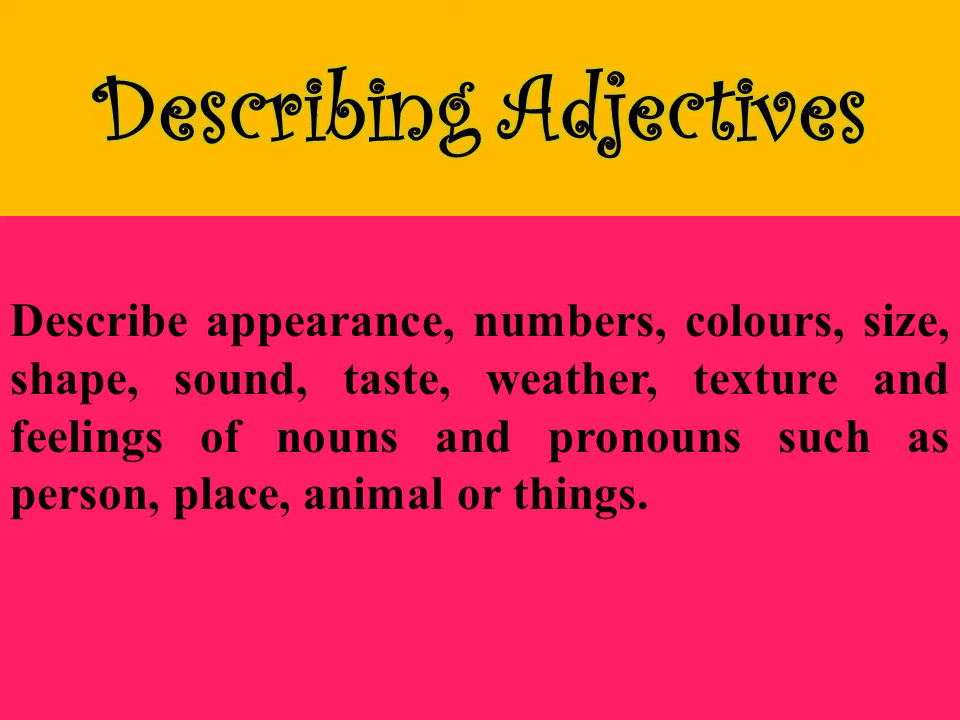 Describing Adjectives
Describe appearance, numbers, colours, size,
shape, sound, taste, weather, texture and
feelings of nouns and pronouns such as
person, place, animal or things.